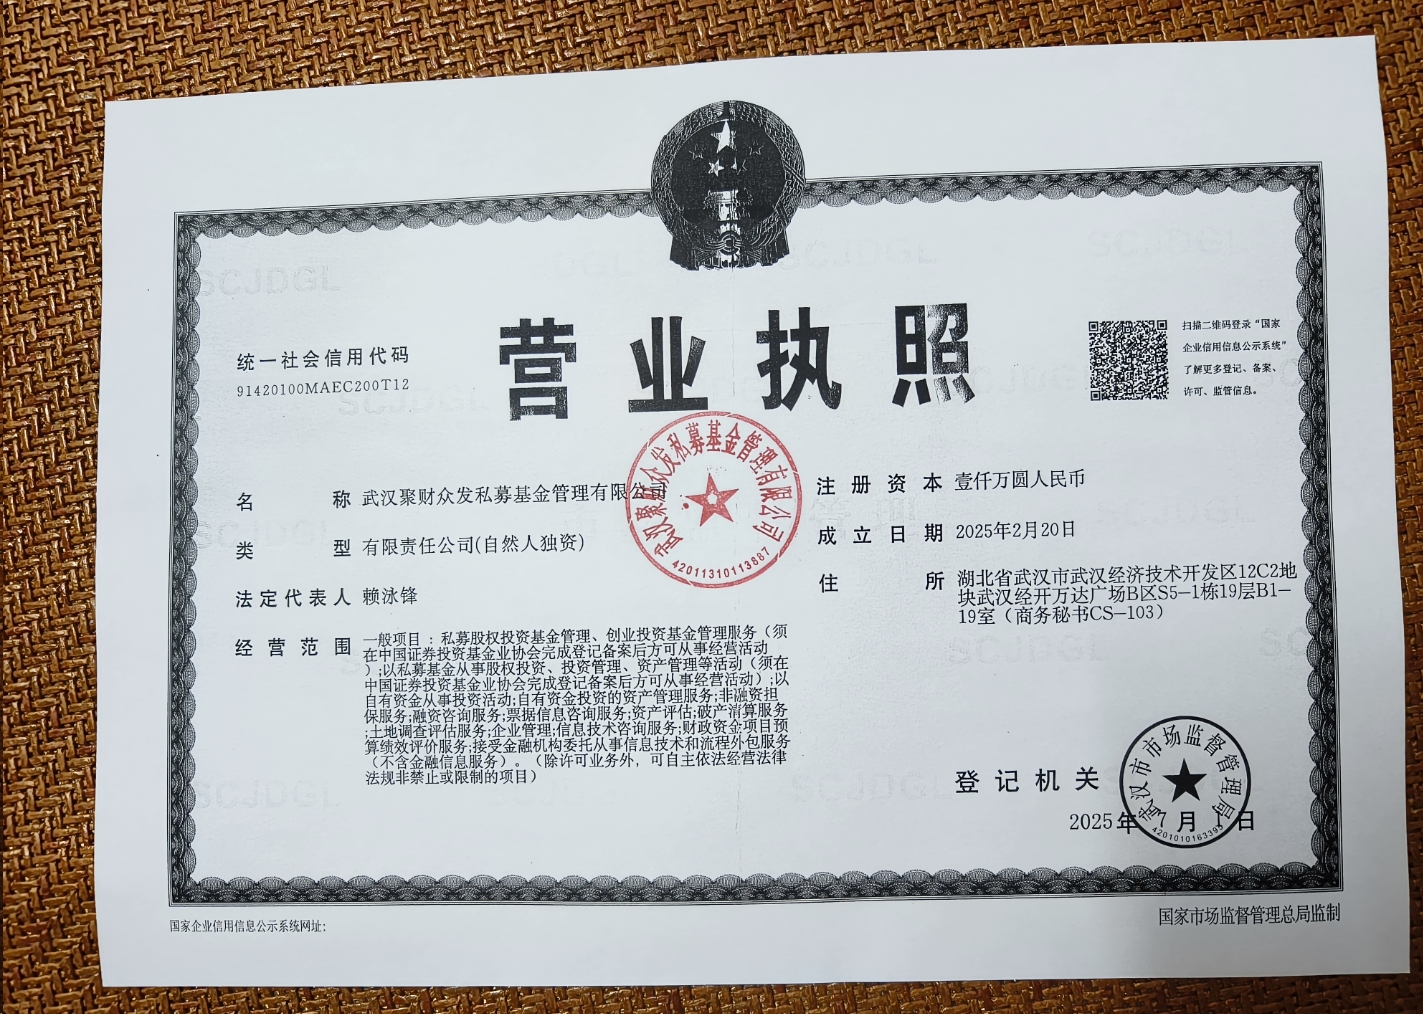 SCJDGL
SCJDGL
SCJDGL
营业执照
统一社会信用代码
91420100MAEC200T12
扫描二维码登录“国家
企业信用信息公示系统”
了解更多登记、备案、
许可、监管信息。
名称 武汉聚财众发私募基金管理有限公司
类型 有限责任公司(自然人独资)
法定代表人 赖泳锋
经营范围 一般项目：私募股权投资基金管理、创业投资基金管理服务（须
在中国证券投资基金业协会完成登记备案后方可从事经营活动
）;以私募基金从事股权投资、投资管理、资产管理等活动（须在
中国证券投资基金业协会完成登记备案后方可从事经营活动）;以
自有资金从事投资活动;自有资金投资的资产管理服务;非融资担
保服务;融资咨询服务;票据信息咨询服务;资产评估;破产清算服务
;土地调查评估服务;企业管理;信息技术咨询服务;财政资金项目预
算绩效评价服务;接受金融机构委托从事信息技术和流程外包服务
（不含金融信息服务）。（除许可业务外，可自主依法经营法律
法规非禁止或限制的项目）
武汉聚财众发私募基金管理有限公司
42011310113887
注册资本 壹仟万圆人民币
成立日期 2025年2月20日
住所 湖北省武汉市武汉经济技术开发区12C2地
块武汉经开万达广场B区S5-1栋19层B1-
19室（商务秘书CS-103）
SCJDGL
SCJDGL
登记机关
武汉市市场监督管理局
2025年7月1日
国家企业信用信息公示系统网址:
国家市场监督管理总局监制